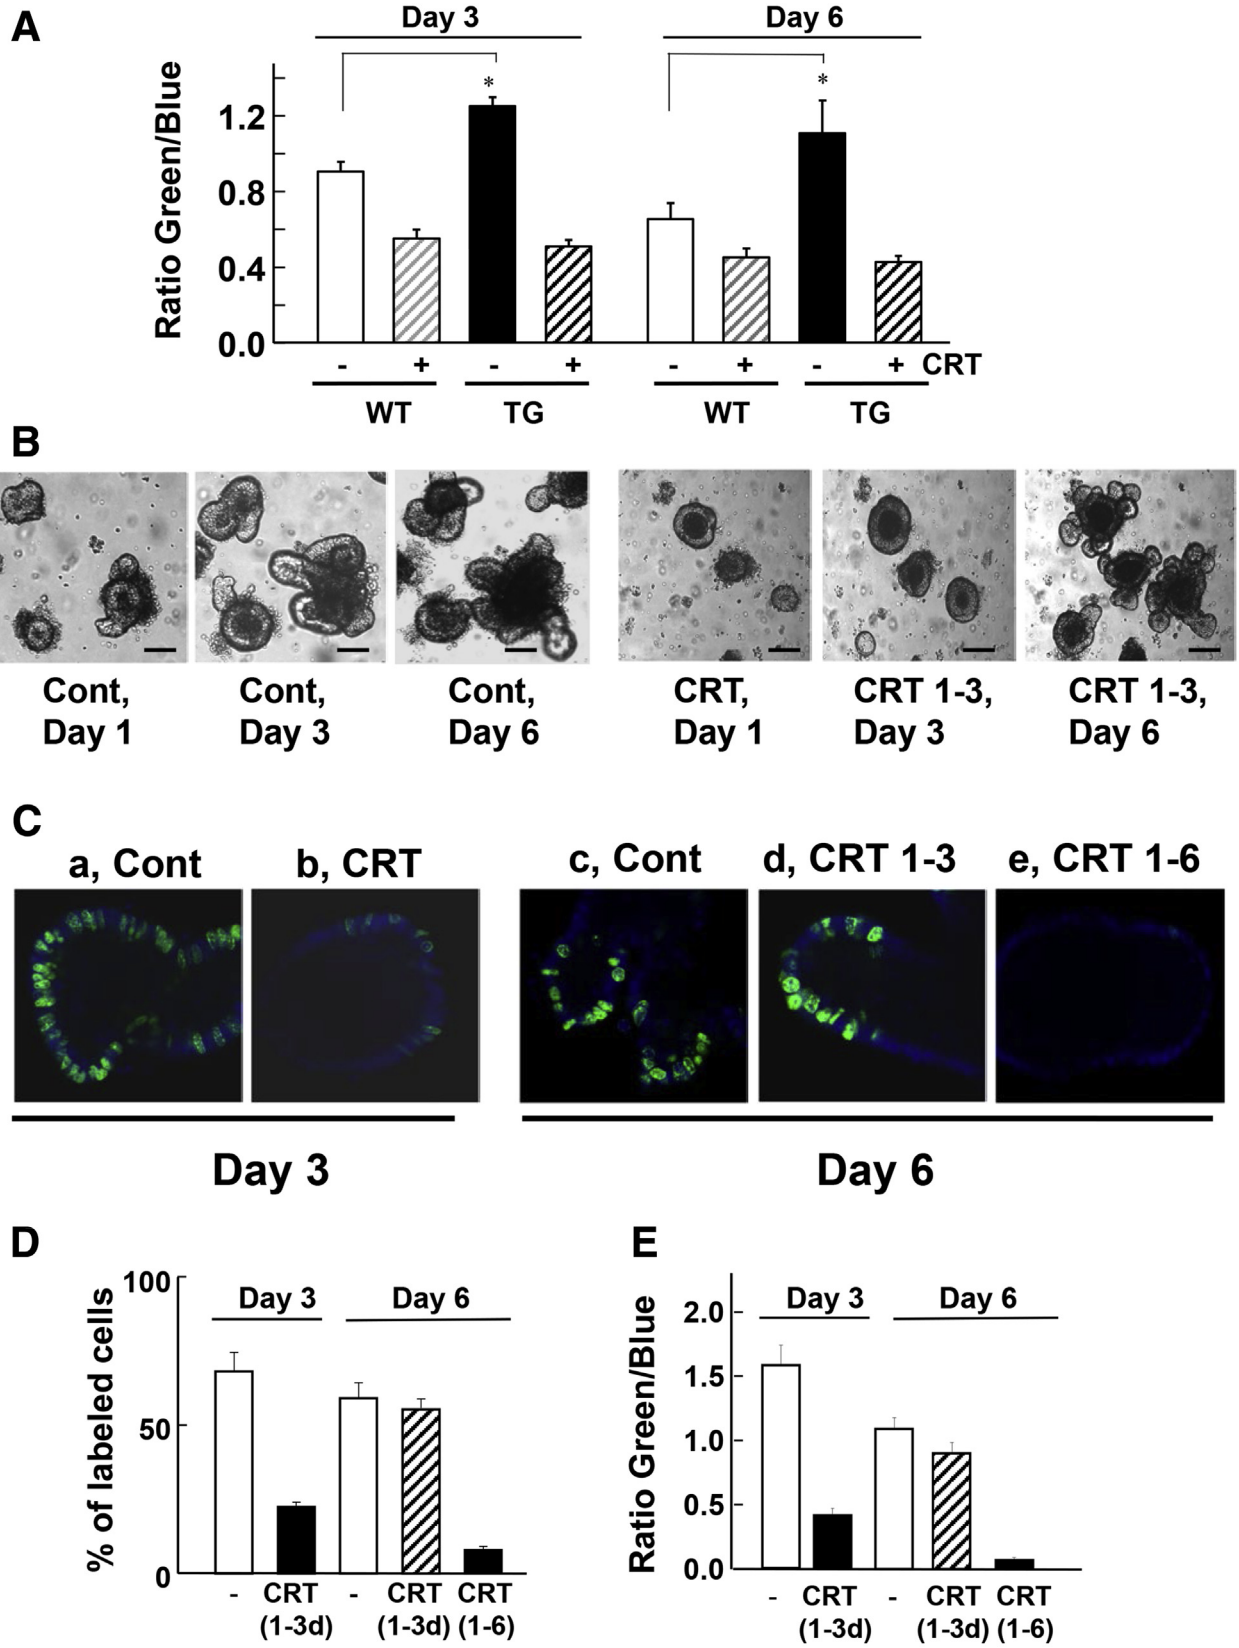 A
Day 3
Day 6
Ratio Green/Blue
*
*
1.2
0.8
0.4
0.0
- + - + - + - + CRT
WT TG WT TG
B
Cont, Day 1
Cont, Day 3
Cont, Day 6
CRT, Day 1
CRT 1-3, Day 3
CRT 1-3, Day 6
C
a, Cont
b, CRT
c, Cont
d, CRT 1-3
e, CRT 1-6
Day 3
Day 6
D
% of labeled cells
100
50
0
Day 3
Day 6
- CRT - CRT CRT
(1-3d) (1-3d) (1-6)
E
Ratio Green/Blue
2.0
1.5
1.0
0.5
0.0
Day 3
Day 6
- CRT - CRT CRT
(1-3d) (1-3d) (1-6)